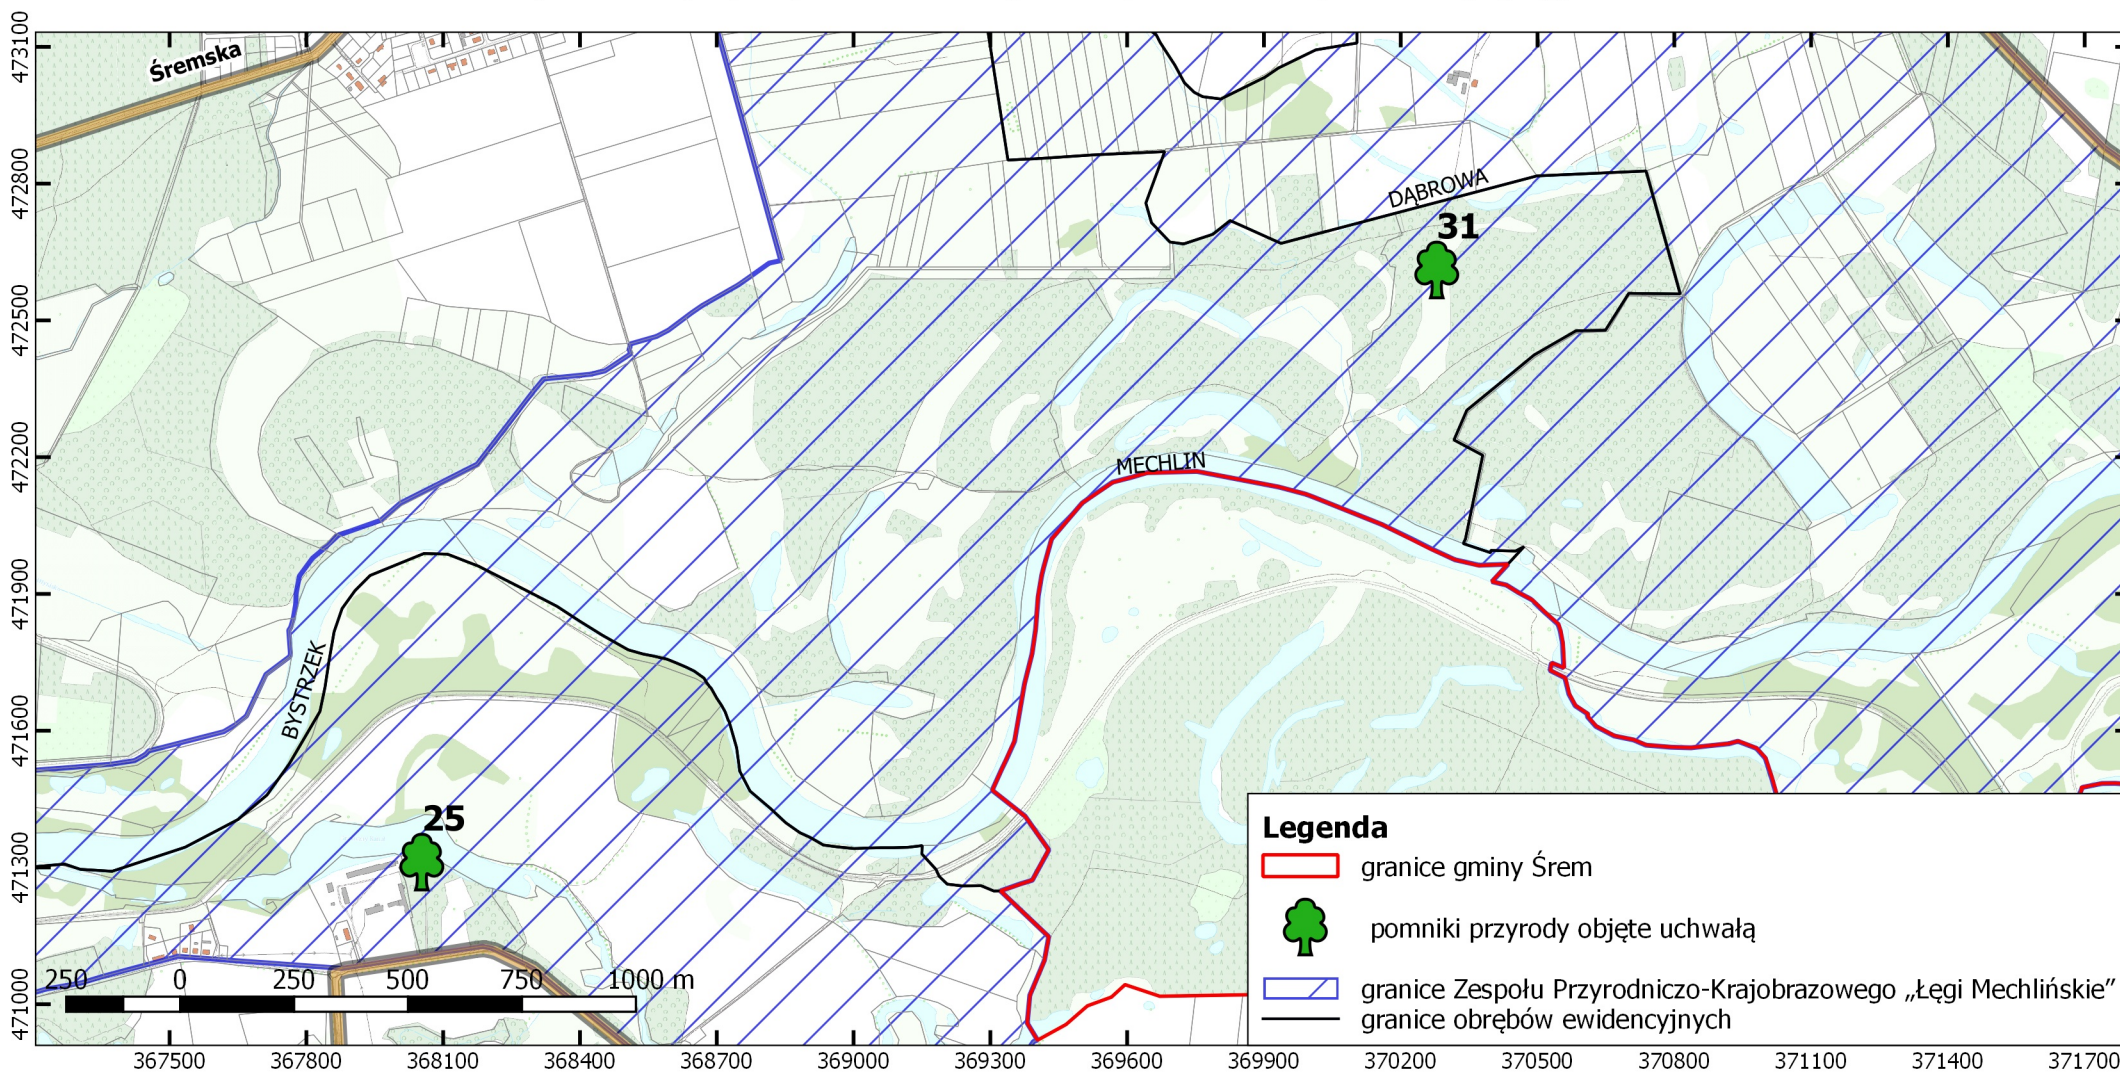 Śremska
473100
472800
472500
472200
471900
471600
471300
471000
DĄBROWA
31
MECHLIN
BYSTRZEK
25
250 0 250 500 750 1000 m
Legenda
granice gminy Śrem
pomniki przyrody objęte uchwałą
granice Zespołu Przyrodniczo-Krajobrazowego „Łęgi Mechlińskie”
granice obrębów ewidencyjnych
367500 367800 368100 368400 368700 369000 369300 369600 369900 370200 370500 370800 371100 371400 371700